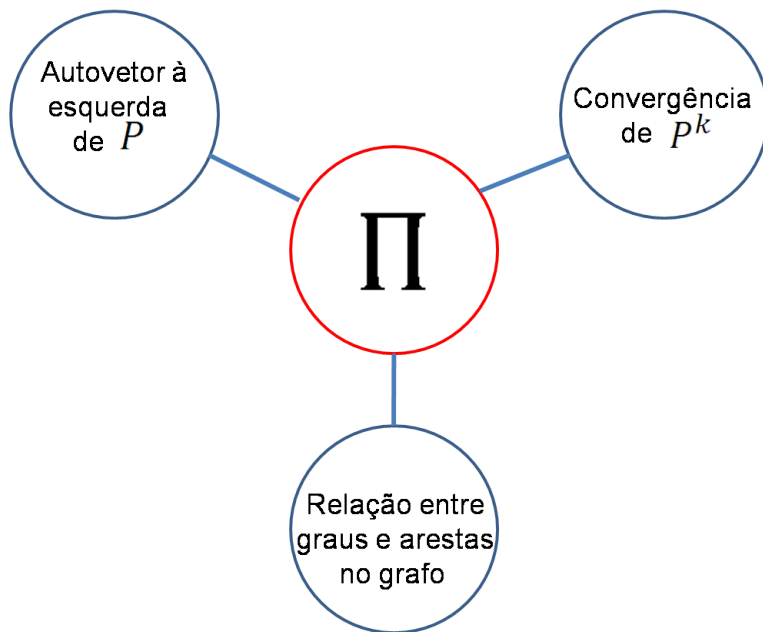 Autovetor à
esquerda
de P
Convergência
de P^k
Π
Relação entre
graus e arestas
no grafo